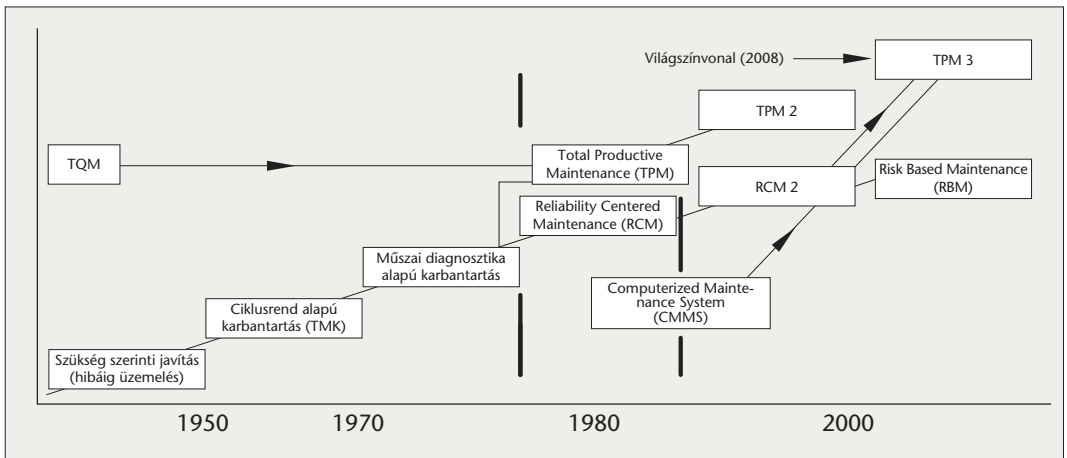 Világszínvonal (2008)
TPM 3
TPM 2
TQM
Total Productive
Maintenance (TPM)
RCM 2
Risk Based Maintenance
(RBM)
Reliability Centered
Maintenance (RCM)
Műszai diagnosztika
alapú karbantartás
Computerized Mainte-
nance System
(CMMS)
Ciklusrend alapú
karbantartás (TMK)
Szükség szerinti javítás
(hibáig üzemelés)
1950
1970
1980
2000